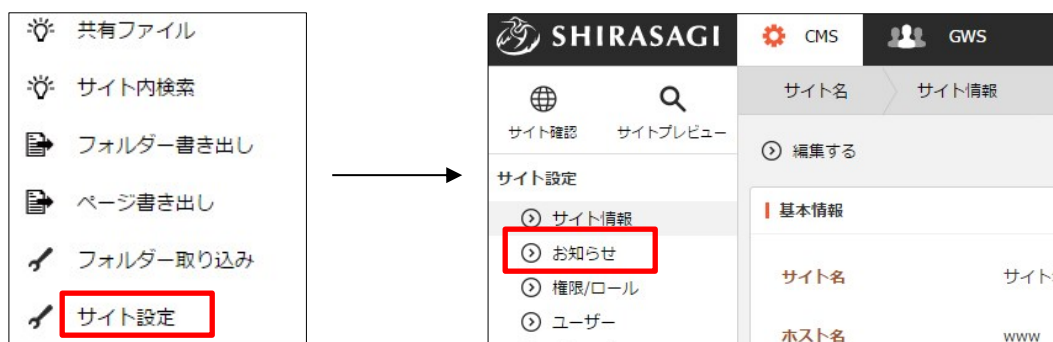 共有ファイル
サイト内検索
フォルダー書き出し
ページ書き出し
フォルダー取り込み
サイト設定
SHIRASAGI
CMS
GWS
サイト確認
サイトプレビュー
サイト名
サイト情報
編集する
サイト設定
サイト情報
お知らせ
権限/ロール
ユーザー
基本情報
サイト名
サイト
ホスト名
www